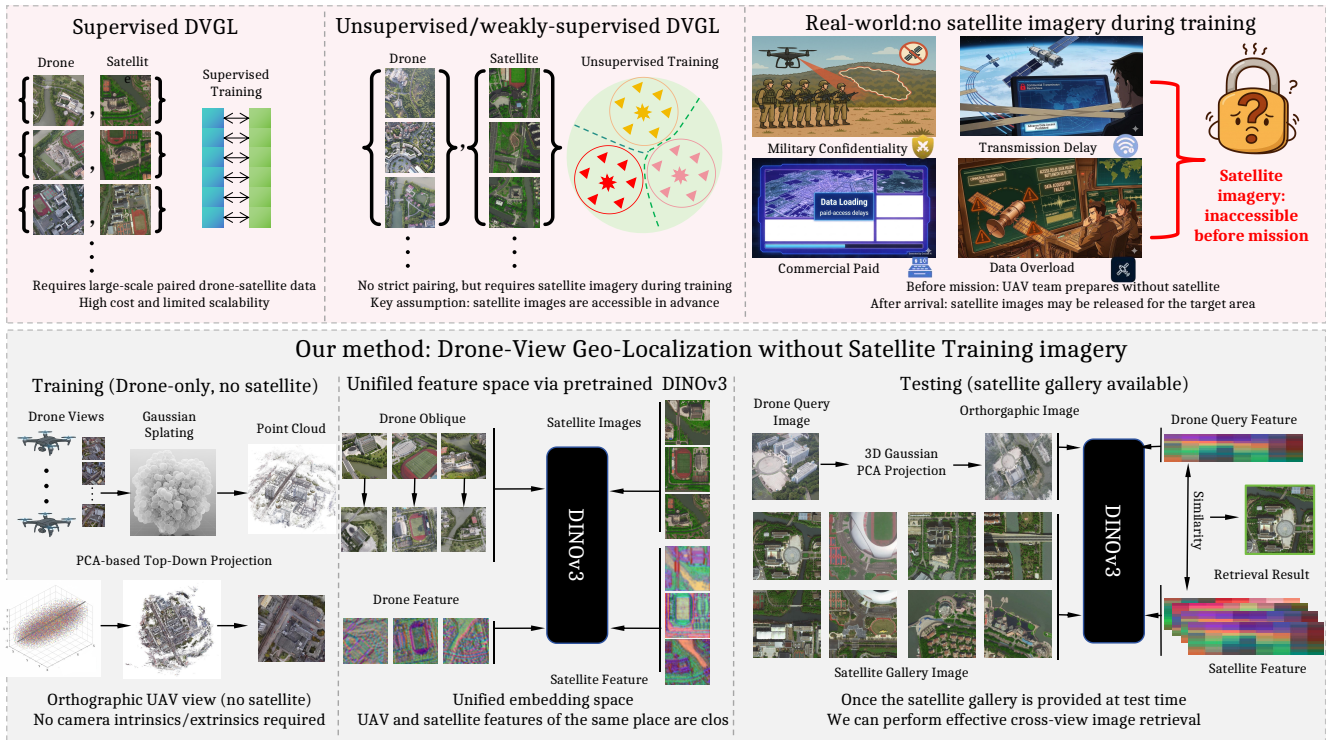 Supervised DVGL
Drone
Satellit
e
Supervised
Training
Requires large-scale paired drone-satellite data
High cost and limited scalability
Unsupervised/weakly-supervised DVGL
Drone
Satellite
Unsupervised Training
No strict pairing, but requires satellite imagery during training
Key assumption: satellite images are accessible in advance
Real-world:no satellite imagery during training
Military Confidentiality
Transmission Delay
Data Loading
paid-access delays
Commercial Paid
Data Overload
Satellite
imagery:
inaccessible
before mission
Before mission: UAV team prepares without satellite
After arrival: satellite images may be released for the target area
Our method: Drone-View Geo-Localization without Satellite Training imagery
Training (Drone-only, no satellite)
Drone Views
Gaussian
Splating
Point Cloud
PCA-based Top-Down Projection
Orthographic UAV view (no satellite)
No camera intrinsics/extrinsics required
Unifiled feature space via pretrained DINOv3
Drone Oblique
Satellite Images
DINOv3
Drone Feature
Satellite Feature
Unified embedding space
UAV and satellite features of the same place are clos
Testing (satellite gallery available)
Drone Query
Image
3D Gaussian
PCA Projection
Orthorgaphic Image
Drone Query Feature
DINOv3
Similarity
Retrieval Result
Satellite Gallery Image
Satellite Feature
Once the satellite gallery is provided at test time
We can perform effective cross-view image retrieval